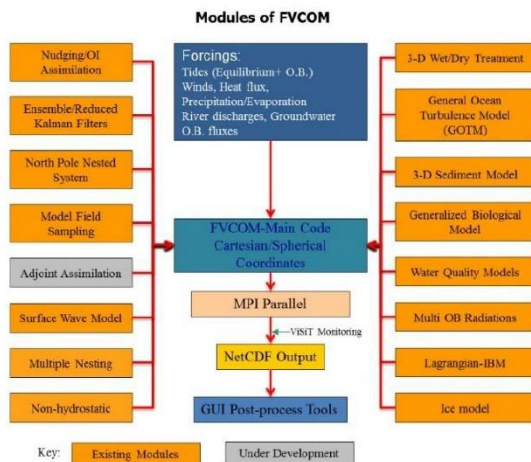 Modules of FVCOM
Nudging/OI
Assimilation
Ensemble/Reduced
Kalman Filters
North Pole Nested
System
Model Field
Sampling
Adjoint Assimilation
Surface Wave Model
Multiple Nesting
Non-hydrostatic
Forcings:
Tides (Equilibrium+ O.B.)
Winds, Heat flux,
Precipitation/Evaporation
River discharges, Groundwater
O.B. fluxes
FVCOM-Main Code
Cartesian/Spherical
Coordinates
MPI Parallel
ViSiT Monitoring
NetCDF Output
GUI Post-process Tools
3-D Wet/Dry Treatment
General Ocean
Turbulence Model
(GOTM)
3-D Sediment Model
Generalized Biological
Model
Water Quality Models
Multi OB Radiations
Lagrangian-IBM
Ice model
Key:
Existing Modules
Under Development